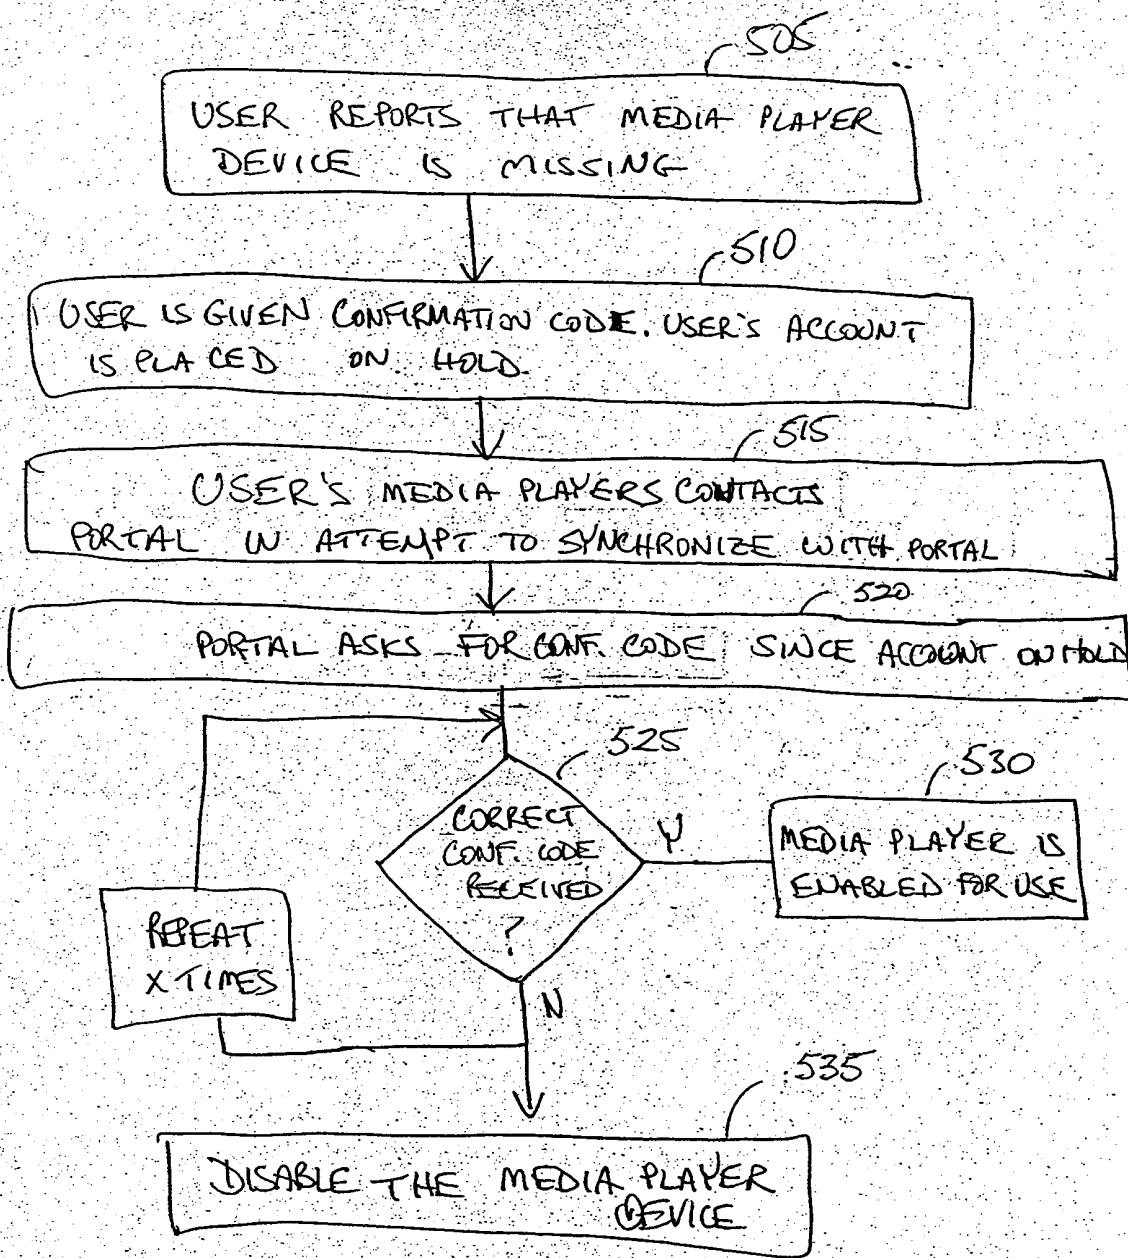 505
USER REPORTS THAT MEDIA PLAYER
DEVICE IS MISSING
510
USER IS GIVEN CONFIRMATION CODE. USER'S ACCOUNT
IS PLACED ON HOLD.
515
USER'S MEDIA PLAYERS CONTACTS
PORTAL IN ATTEMPT TO SYNCHRONIZE WITH PORTAL
520
PORTAL ASKS FOR CONF. CODE SINCE ACCOUNT ON HOLD
525
530
CORRECT
CONF. CODE
RECEIVED
?
Y
MEDIA PLAYER IS
ENABLED FOR USE
REPEAT
X TIMES
N
535
DISABLE THE MEDIA PLAYER
DEVICE